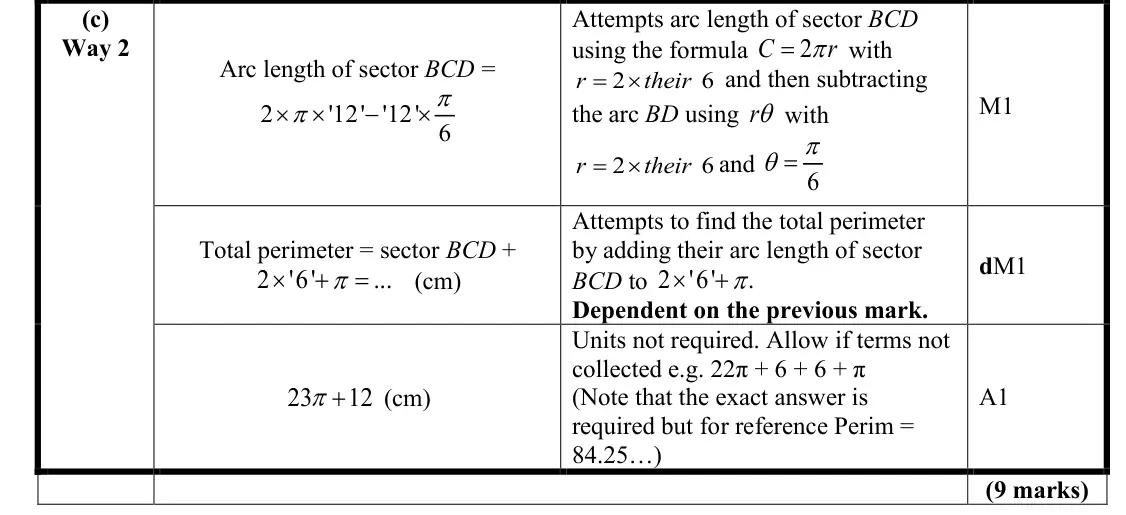 (c)
Way 2
Arc length of sector BCD =
2×π×'12'−'12'×π/6
Attempts arc length of sector BCD
using the formula C = 2πr with
r = 2×their 6 and then subtracting
the arc BD using rθ with
r = 2×their 6 and θ = π/6
M1
Total perimeter = sector BCD +
2×'6'+π = ... (cm)
Attempts to find the total perimeter
by adding their arc length of sector
BCD to 2×'6'+π.
Dependent on the previous mark.
dM1
23π+12 (cm)
Units not required. Allow if terms not
collected e.g. 22π + 6 + 6 + π
(Note that the exact answer is
required but for reference Perim =
84.25…)
A1
(9 marks)